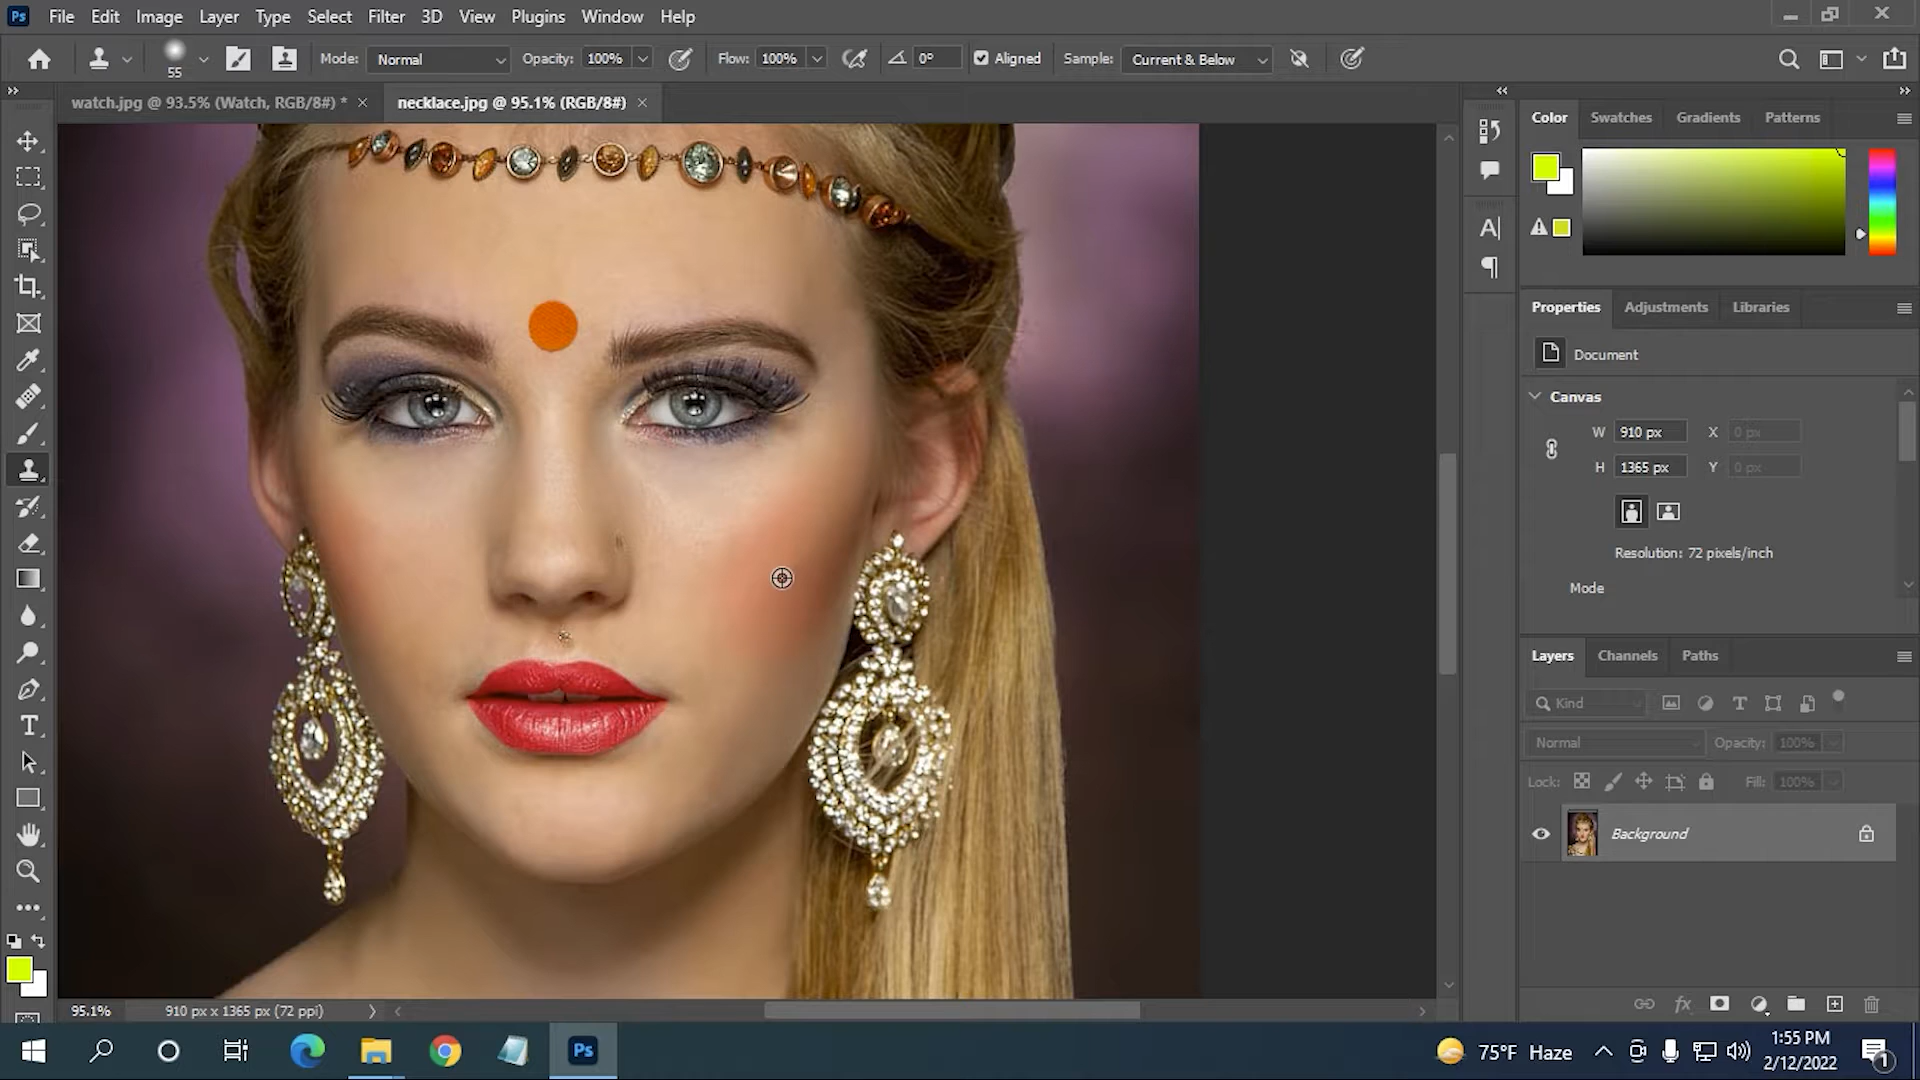 Ps File Edit Image Layer Type Select Filter 3D View Plugins Window Help
55 Mode: Normal Opacity: 100% Flow: 100% 0° Aligned Sample: Current & Below
watch.jpg @ 93.5% (Watch, RGB/8#) * × necklace.jpg @ 95.1% (RGB/8#) ×
Color Swatches Gradients Patterns
Properties Adjustments Libraries
Document
Canvas
W 910 px X 0 px
H 1365 px Y 0 px
Resolution: 72 pixels/inch
Mode
Layers Channels Paths
Kind
Normal Opacity: 100%
Lock: Fill: 100%
Background
95.1% 910 px x 1365 px (72 ppi)
Ps 75°F Haze 1:55 PM
2/12/2022 1